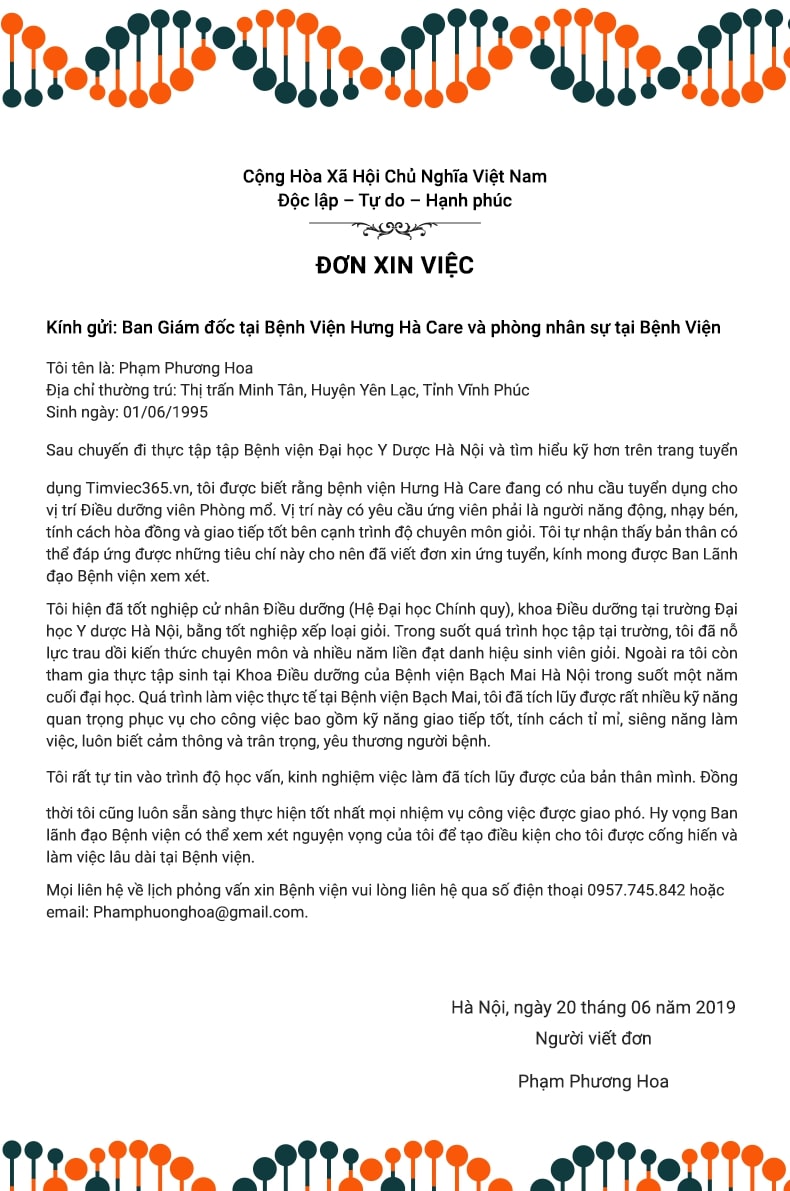 Cộng Hòa Xã Hội Chủ Nghĩa Việt Nam
Độc lập – Tự do – Hạnh phúc
ĐƠN XIN VIỆC
Kính gửi: Ban Giám đốc tại Bệnh Viện Hưng Hà Care và phòng nhân sự tại Bệnh Viện
Tôi tên là: Phạm Phương Hoa
Địa chỉ thường trú: Thị trấn Minh Tân, Huyện Yên Lạc, Tỉnh Vĩnh Phúc
Sinh ngày: 01/06/1995
Sau chuyến đi thực tập tập Bệnh viện Đại học Y Dược Hà Nội và tìm hiểu kỹ hơn trên trang tuyển
dụng Timviec365.vn, tôi được biết rằng bệnh viện Hưng Hà Care đang có nhu cầu tuyển dụng cho
vị trí Điều dưỡng viên Phòng mổ. Vị trí này có yêu cầu ứng viên phải là người năng động, nhạy bén,
tính cách hòa đồng và giao tiếp tốt bên cạnh trình độ chuyên môn giỏi. Tôi tự nhận thấy bản thân có
thể đáp ứng được những tiêu chí này cho nên đã viết đơn xin ứng tuyển, kính mong được Ban Lãnh
đạo Bệnh viện xem xét.
Tôi hiện đã tốt nghiệp cử nhân Điều dưỡng (Hệ Đại học Chính quy), khoa Điều dưỡng tại trường Đại
học Y dược Hà Nội, bằng tốt nghiệp xếp loại giỏi. Trong suốt quá trình học tập tại trường, tôi đã nỗ
lực trau dồi kiến thức chuyên môn và nhiều năm liền đạt danh hiệu sinh viên giỏi. Ngoài ra tôi còn
tham gia thực tập sinh tại Khoa Điều dưỡng của Bệnh viện Bạch Mai Hà Nội trong suốt một năm
cuối đại học. Quá trình làm việc thực tế tại Bệnh viện Bạch Mai, tôi đã tích lũy được rất nhiều kỹ năng
quan trọng phục vụ cho công việc bao gồm kỹ năng giao tiếp tốt, tính cách tỉ mỉ, siêng năng làm
việc, luôn biết cảm thông và trân trọng, yêu thương người bệnh.
Tôi rất tự tin vào trình độ học vấn, kinh nghiệm việc làm đã tích lũy được của bản thân mình. Đồng
thời tôi cũng luôn sẵn sàng thực hiện tốt nhất mọi nhiệm vụ công việc được giao phó. Hy vọng Ban
lãnh đạo Bệnh viện có thể xem xét nguyện vọng của tôi để tạo điều kiện cho tôi được cống hiến và
làm việc lâu dài tại Bệnh viện.
Mọi liên hệ về lịch phỏng vấn xin Bệnh viện vui lòng liên hệ qua số điện thoại 0957.745.842 hoặc
email: Phamphuonghoa@gmail.com.
Hà Nội, ngày 20 tháng 06 năm 2019
Người viết đơn
Phạm Phương Hoa